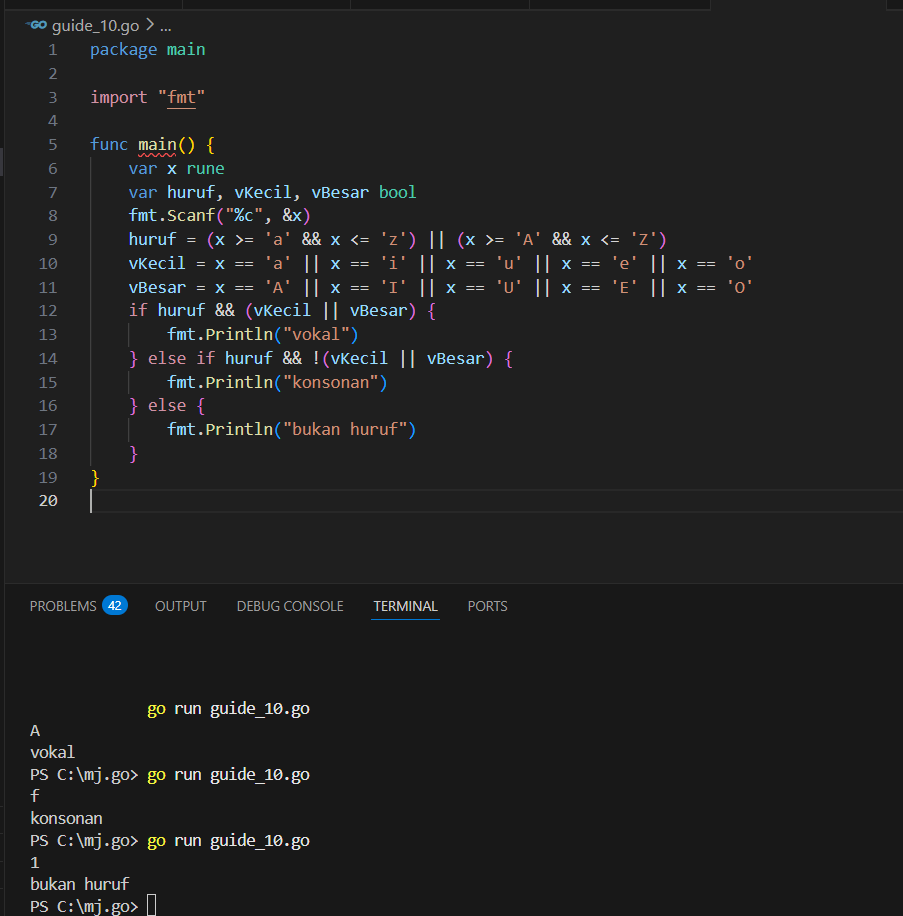 GO guide_10.go > ...
1 package main
2
3 import "fmt"
4
5 func main() {
6 var x rune
7 var huruf, vKecil, vBesar bool
8 fmt.Scanf("%c", &x)
9 huruf = (x >= 'a' && x <= 'z') || (x >= 'A' && x <= 'Z')
10 vKecil = x == 'a' || x == 'i' || x == 'u' || x == 'e' || x == 'o'
11 vBesar = x == 'A' || x == 'I' || x == 'U' || x == 'E' || x == 'O'
12 if huruf && (vKecil || vBesar) {
13 fmt.Println("vokal")
14 } else if huruf && !(vKecil || vBesar) {
15 fmt.Println("konsonan")
16 } else {
17 fmt.Println("bukan huruf")
18 }
19 }
20
PROBLEMS 42 OUTPUT DEBUG CONSOLE TERMINAL PORTS
go run guide_10.go
A
vokal
PS C:\mj.go> go run guide_10.go
f
konsonan
PS C:\mj.go> go run guide_10.go
1
bukan huruf
PS C:\mj.go>